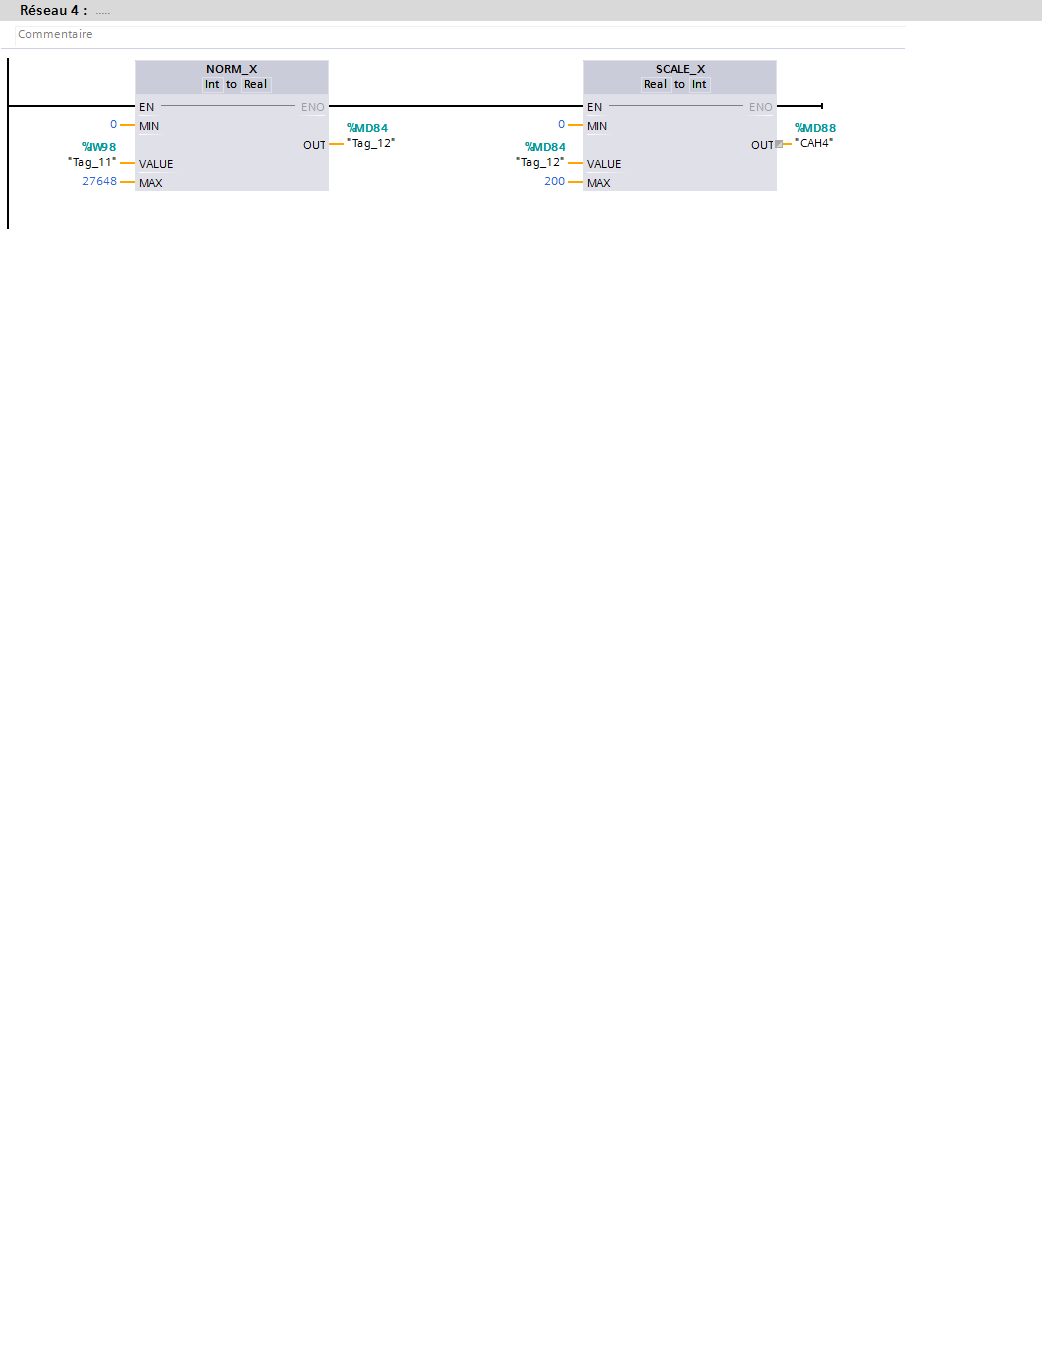 Réseau 4 : .....
Commentaire
NORM_X
Int to Real
EN ENO
0 MIN
%IW98
"Tag_11" VALUE
27648 MAX
OUT
%MD84
"Tag_12"
SCALE_X
Real to Int
EN ENO
0 MIN
%MD84
"Tag_12" VALUE
200 MAX
OUT
%MD88
"CAH4"